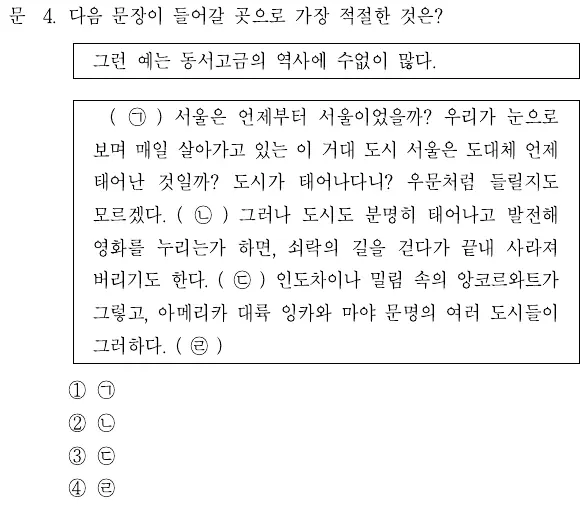 문 4. 다음 문장이 들어갈 곳으로 가장 적절한 것은?
그런 예는 동서고금의 역사에 수없이 많다.
( ㉠ ) 서울은 언제부터 서울이었을까? 우리가 눈으로
보며 매일 살아가고 있는 이 거대 도시 서울은 도대체 언제
태어난 것일까? 도시가 태어나다니? 우문처럼 들릴지도
모르겠다. ( ㉡ ) 그러나 도시도 분명히 태어나고 발전해
영화를 누리는가 하면, 쇠락의 길을 걷다가 끝내 사라져
버리기도 한다. ( ㉢ ) 인도차이나 밀림 속의 앙코르와트가
그렇고, 아메리카 대륙 잉카와 마야 문명의 여러 도시들이
그러하다. ( ㉣ )
① ㉠
② ㉡
③ ㉢
④ ㉣